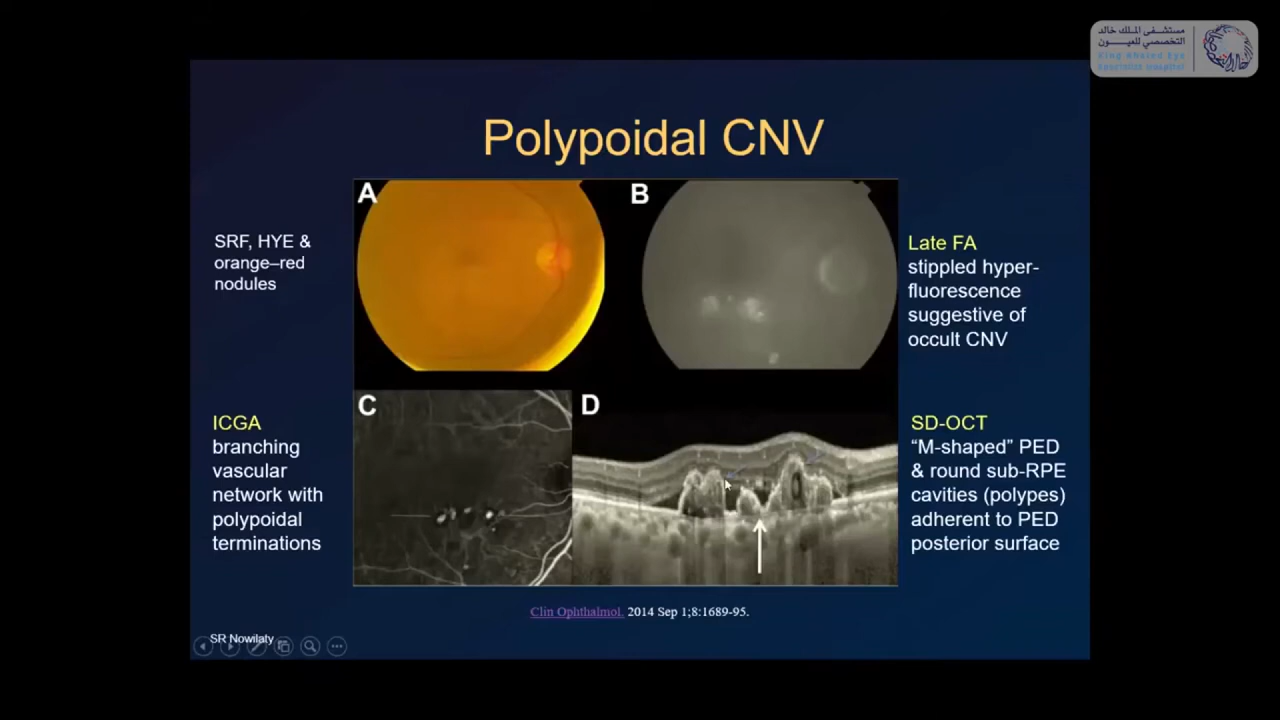 مستشفى الملك خالد
التخصصي للعيون
King Khaled Eye
Specialist Hospital
Polypoidal CNV
A
B
SRF, HYE &
orange–red
nodules
Late FA
stippled hyper-
fluorescence
suggestive of
occult CNV
C
D
ICGA
branching
vascular
network with
polypoidal
terminations
SD-OCT
“M-shaped” PED
& round sub-RPE
cavities (polypes)
adherent to PED
posterior surface
Clin Ophthalmol. 2014 Sep 1;8:1689-95.
SR Nowilaty